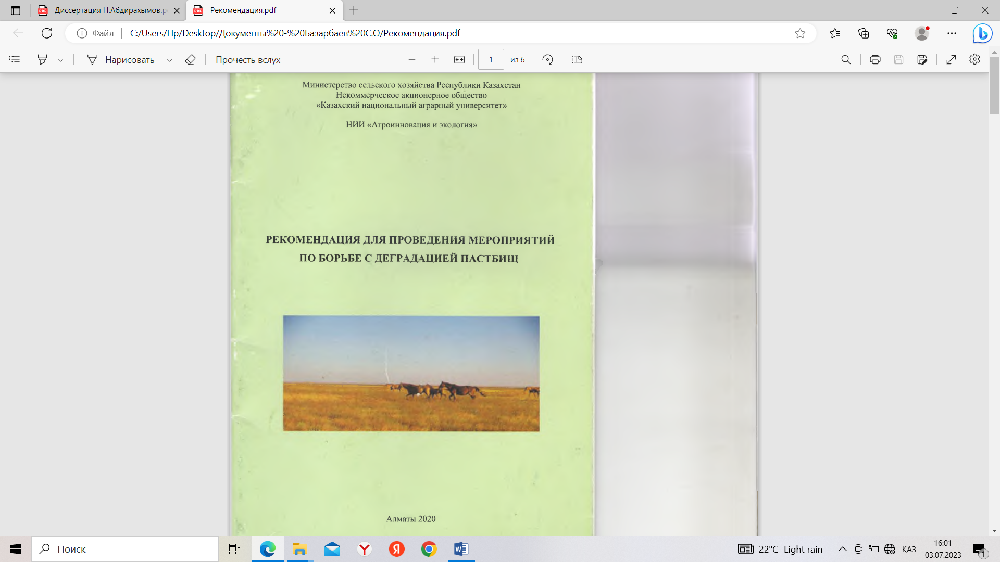 Диссертация Н.Абдирахымов.p
Рекомендация.pdf
Файл
C:/Users/Hp/Desktop/Документы%20-%20Базарбаев%20С.О/Рекомендация.pdf
Нарисовать
Прочесть вслух
1
из 6
Министерство сельского хозяйства Республики Казахстан
Некоммерческое акционерное общество
«Казахский национальный аграрный университет»
НИИ «Агроинновация и экология»
РЕКОМЕНДАЦИЯ ДЛЯ ПРОВЕДЕНИЯ МЕРОПРИЯТИЙ
ПО БОРЬБЕ С ДЕГРАДАЦИЕЙ ПАСТБИЩ
Алматы 2020
Поиск
22°C Light rain
ҚАЗ
16:01
03.07.2023
1